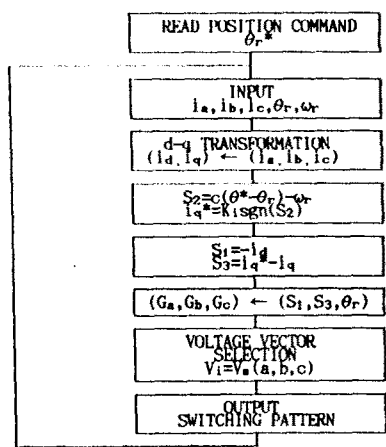 READ POSITION COMMAND
θr*
INPUT
ia, ib, ic, θr, ωr
d-q TRANSFORMATION
(id, iq) ← (ia, ib, ic)
S2=c(θ*-θr)-ωr
iq*=Kisgn(S2)
S1=-id
S3=iq*-iq
(Ga, Gb, Gc) ← (S1, S3, θr)
VOLTAGE VECTOR
SELECTION
Vi=Vs(a, b, c)
OUTPUT
SWITCHING PATTERN